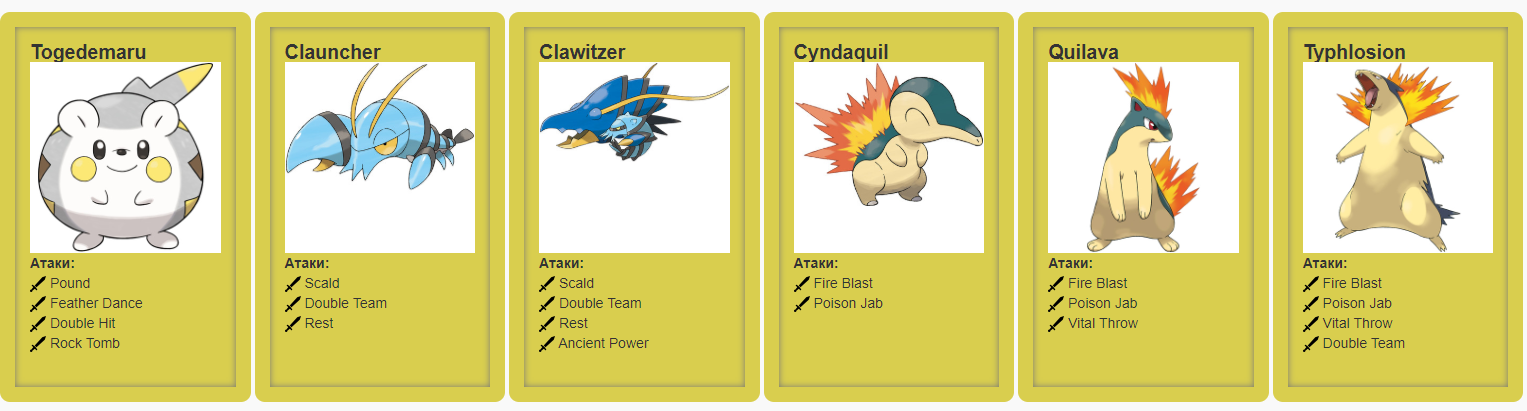 Togedemaru
Атаки:
Pound
Feather Dance
Double Hit
Rock Tomb
Clauncher
Атаки:
Scald
Double Team
Rest
Clawitzer
Атаки:
Scald
Double Team
Rest
Ancient Power
Cyndaquil
Атаки:
Fire Blast
Poison Jab
Quilava
Атаки:
Fire Blast
Poison Jab
Vital Throw
Typhlosion
Атаки:
Fire Blast
Poison Jab
Vital Throw
Double Team